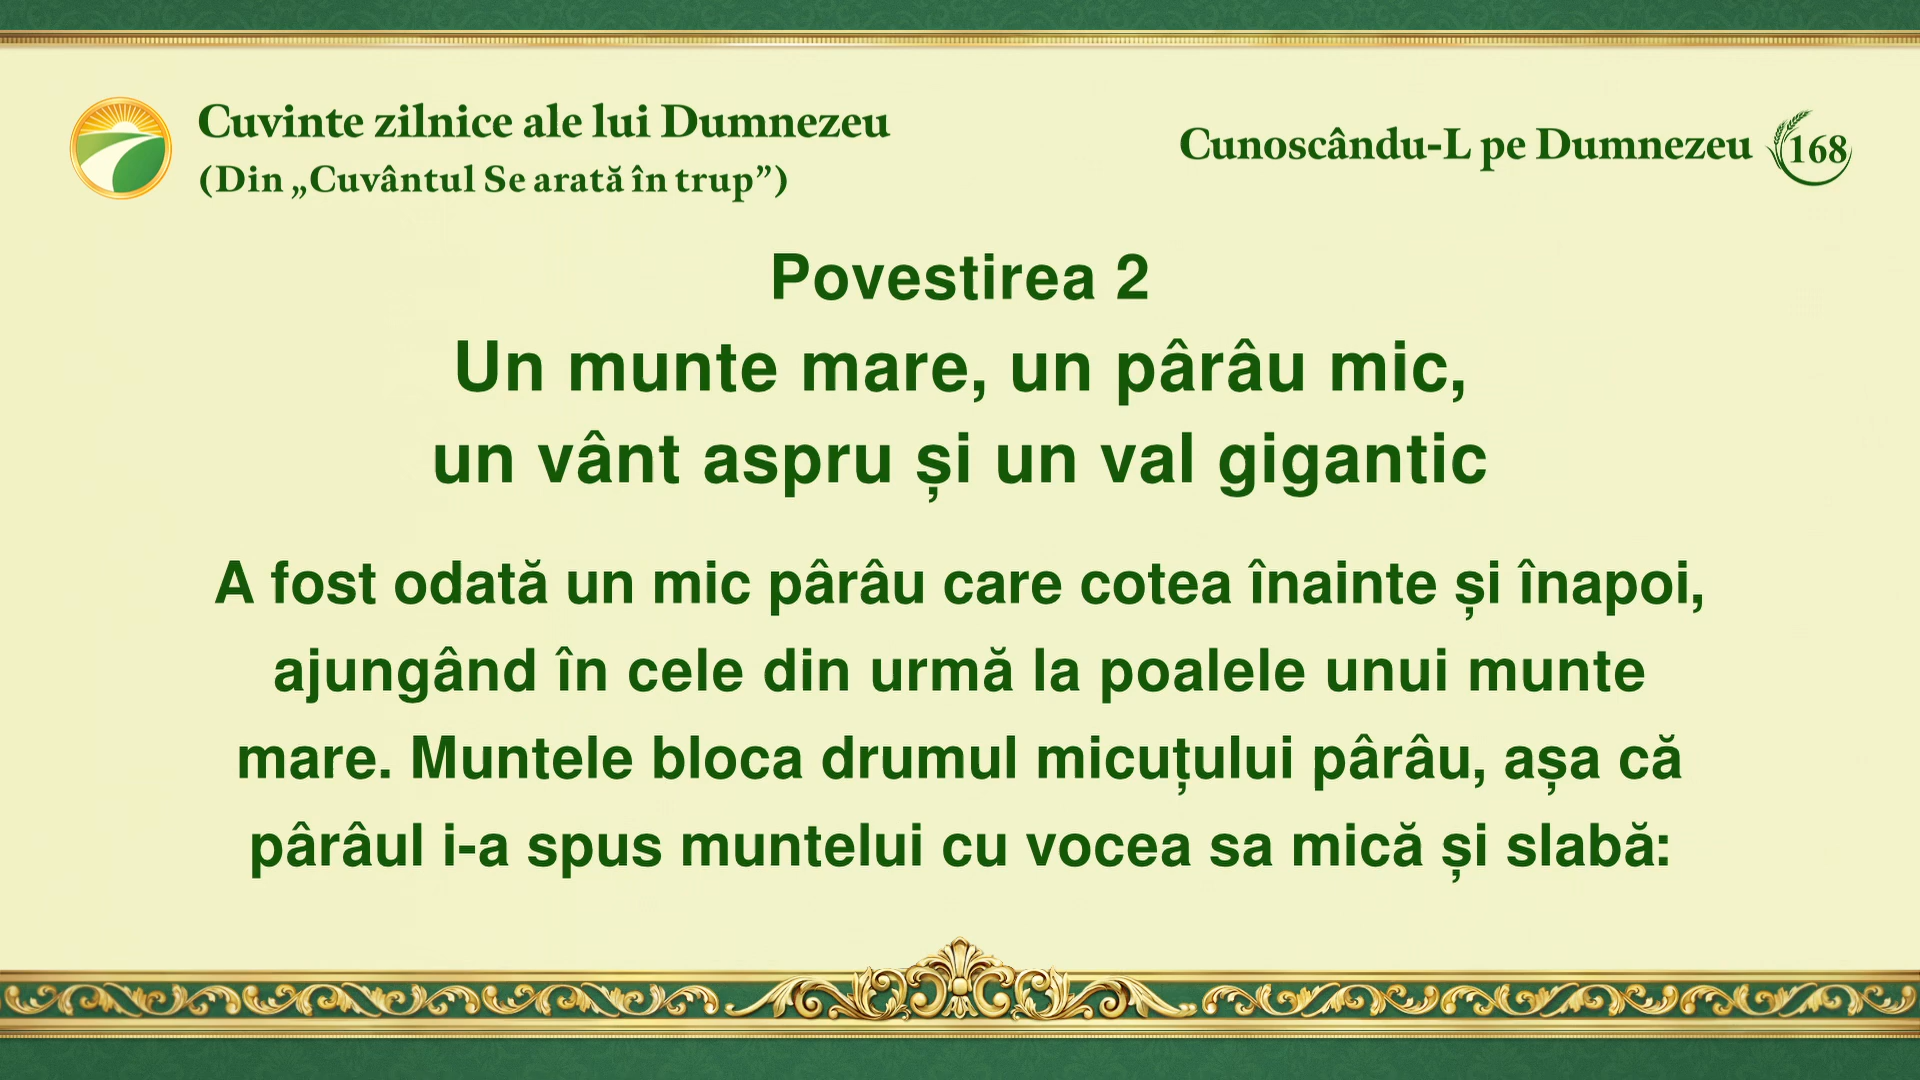 Cuvinte zilnice ale lui Dumnezeu
(Din „Cuvântul Se arată în trup”)
Cunoscându-L pe Dumnezeu 168
Povestirea 2
Un munte mare, un pârâu mic,
un vânt aspru și un val gigantic
A fost odată un mic pârâu care cotea înainte și înapoi,
ajungând în cele din urmă la poalele unui munte
mare. Muntele bloca drumul micuțului pârâu, așa că
pârâul i-a spus muntelui cu vocea sa mică și slabă: